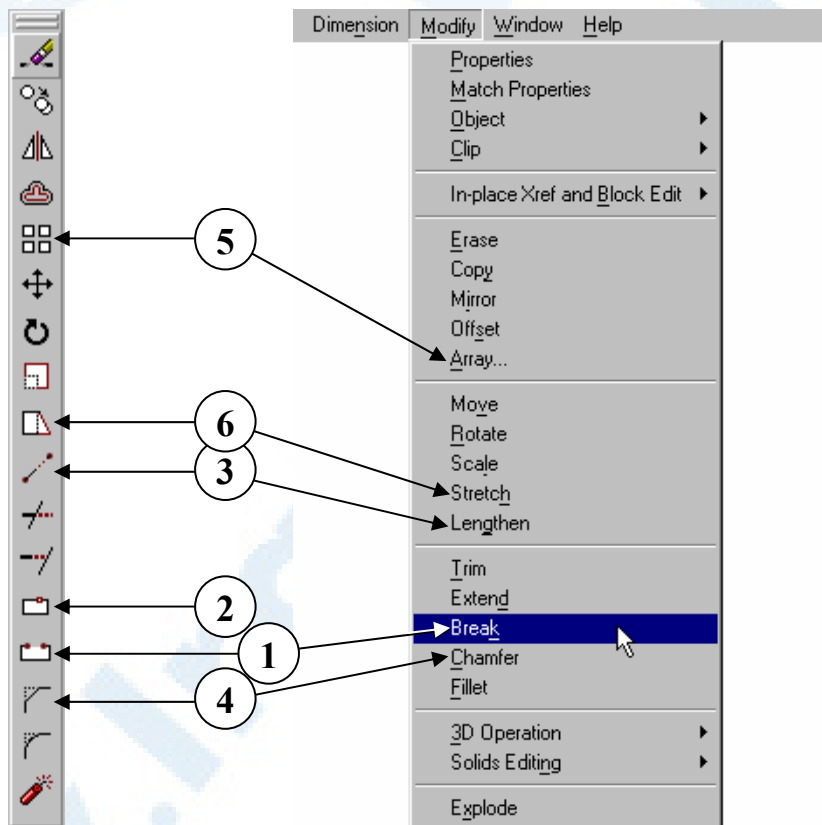 Dimension Modify Window Help
Properties
Match Properties
Object
Clip
In-place Xref and Block Edit
5
Erase
Copy
Mirror
Offset
Array...
Move
6
Rotate
3
Scale
Stretch
Lengthen
Trim
2
Extend
1
Break
4
Chamfer
Fillet
3D Operation
Solids Editing
Explode